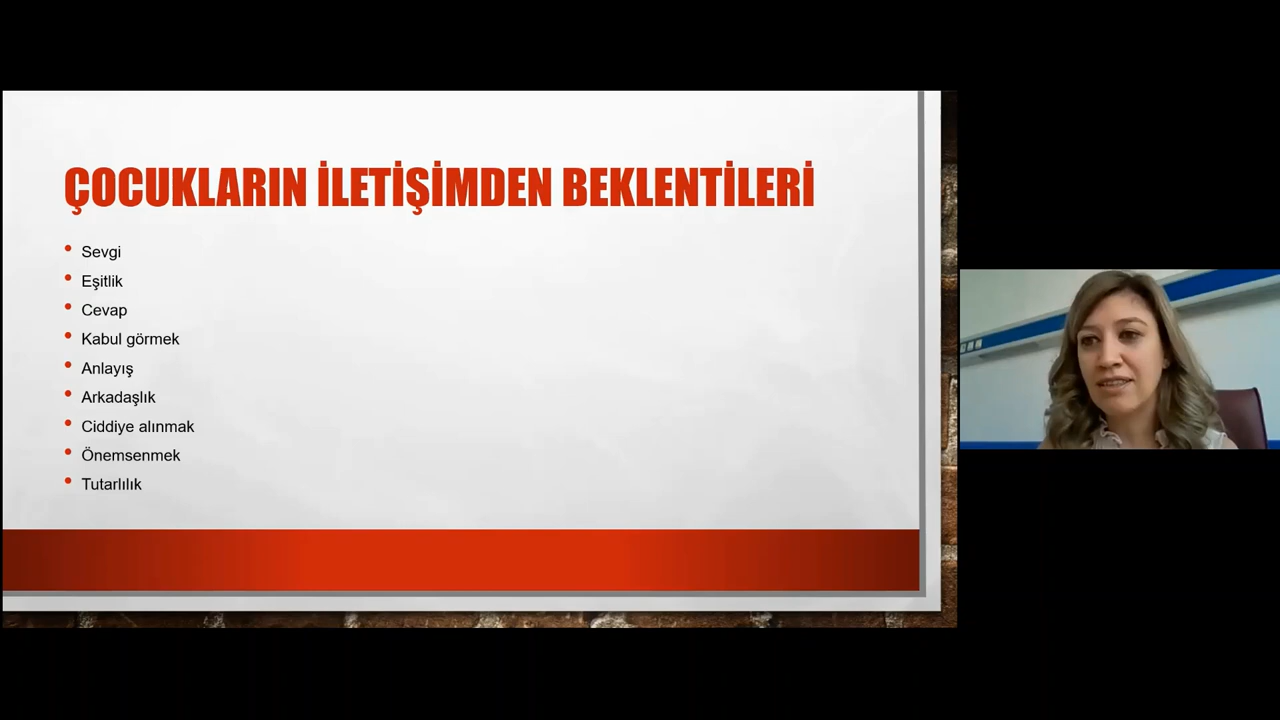 ÇOCUKLARIN İLETİŞİMDEN BEKLENTİLERİ
Sevgi
Eşitlik
Cevap
Kabul görmek
Anlayış
Arkadaşlık
Ciddiye alınmak
Önemsenmek
Tutarlılık